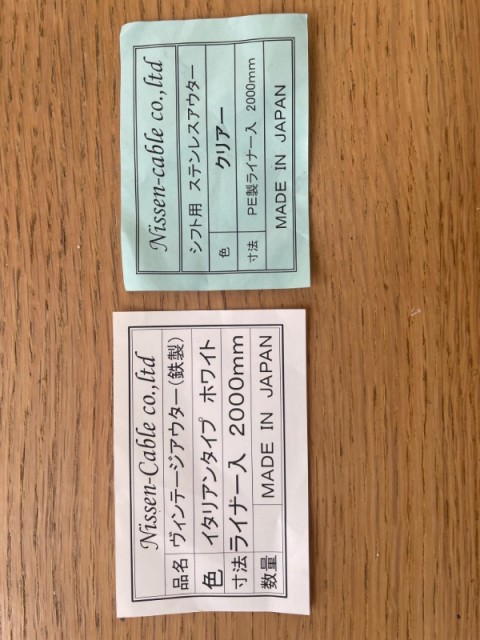 Nissen-cable co.,ltd
シフト用 ステンレスアウター
色 クリアー
寸法 PE製ライナー入 2000mm
MADE IN JAPAN
Nissen-Cable co.,ltd
品名 ヴィンテージアウター(鉄製)
色 イタリアンタイプ ホワイト
寸法 ライナー入 2000mm
数量 MADE IN JAPAN